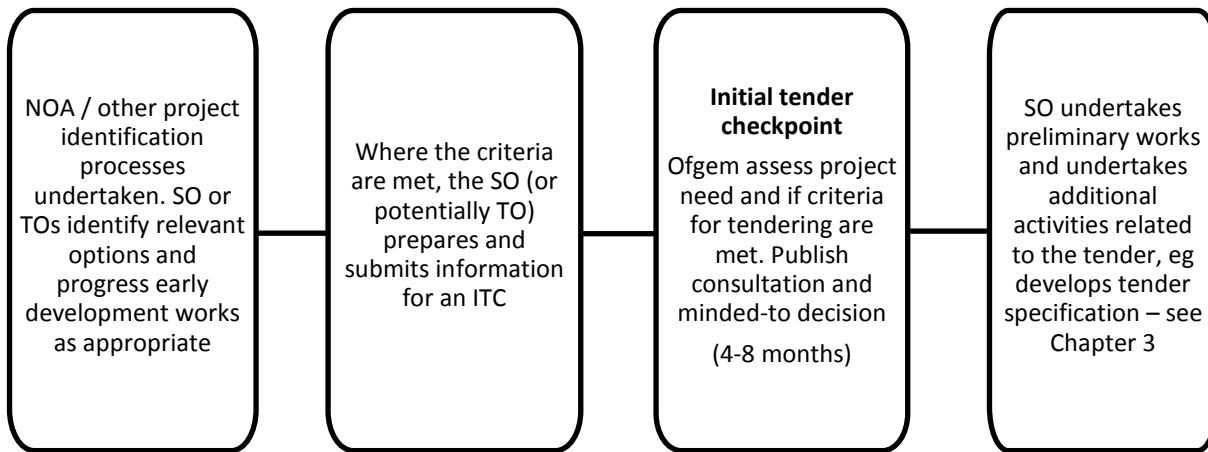 NOA / other project
identification
processes
undertaken. SO or
TOs identify relevant
options and
progress early
development works
as appropriate
Where the criteria
are met, the SO (or
potentially TO)
prepares and
submits information
for an ITC
Initial tender
checkpoint
Ofgem assess project
need and if criteria
for tendering are
met. Publish
consultation and
minded-to decision
(4-8 months)
SO undertakes
preliminary works
and undertakes
additional
activities related
to the tender, eg
develops tender
specification – see
Chapter 3